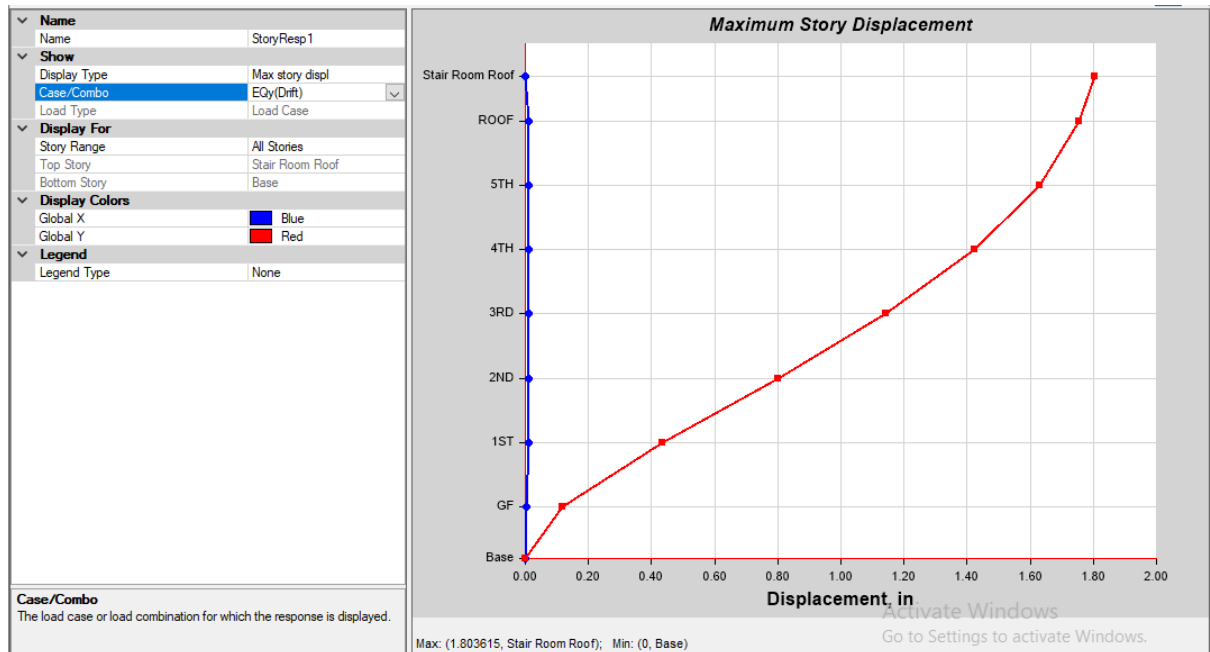 Name
Name StoryResp1
Show
Display Type Max story displ
Case/Combo EQy(Drift)
Load Type Load Case
Display For
Story Range All Stories
Top Story Stair Room Roof
Bottom Story Base
Display Colors
Global X Blue
Global Y Red
Legend
Legend Type None
Case/Combo
The load case or load combination for which the response is displayed.
Maximum Story Displacement
Stair Room Roof
ROOF
5TH
4TH
3RD
2ND
1ST
GF
Base
0.00 0.20 0.40 0.60 0.80 1.00 1.20 1.40 1.60 1.80 2.00
Displacement, in
Activate Windows
Go to Settings to activate Windows.
Max: (1.803615, Stair Room Roof); Min: (0, Base)